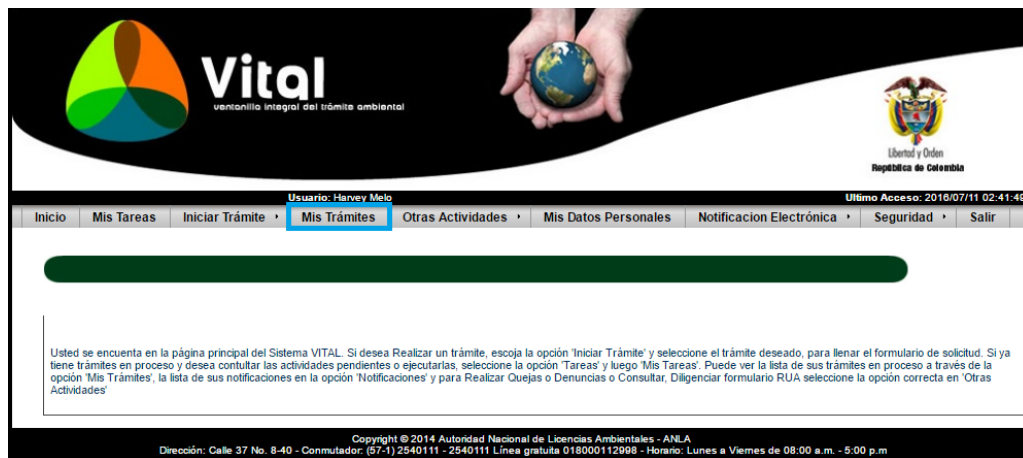 Vital
ventanilla integral del trámite ambiental
Libertad y Orden
República de Colombia
Usuario: Harvey Melo
Ultimo Acceso: 2016/07/11 02:41:49
Inicio Mis Tareas Iniciar Trámite Mis Trámites Otras Actividades Mis Datos Personales Notificacion Electrónica Seguridad Salir
Usted se encuenta en la página principal del Sistema VITAL. Si desea Realizar un trámite, escoja la opción 'Iniciar Trámite' y seleccione el trámite deseado, para llenar el formulario de solicitud. Si ya
tiene trámites en proceso y desea contultar las actividades pendientes o ejecutarlas, seleccione la opción 'Tareas' y luego 'Mis Tareas'. Puede ver la lista de sus trámites en proceso a través de la
opción 'Mis Trámites', la lista de sus notificaciones en la opción 'Notificaciones' y para Realizar Quejas o Denuncias o Consultar, Diligenciar formulario RUA seleccione la opción correcta en 'Otras
Actividades'
Copyright © 2014 Autoridad Nacional de Licencias Ambientales - ANLA
Dirección: Calle 37 No. 8-40 - Conmutador: (57-1) 2540111 - 2540111 Línea gratuita 018000112998 - Horario: Lunes a Viernes de 08:00 a.m. - 5:00 p.m